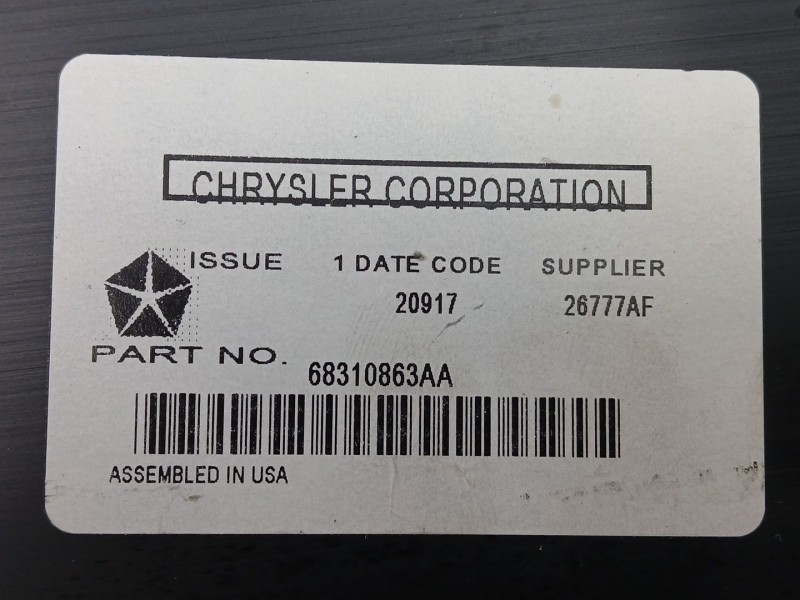 CHRYSLER CORPORATION
ISSUE 1 DATE CODE SUPPLIER
20917 26777AF
PART NO. 68310863AA
ASSEMBLED IN USA